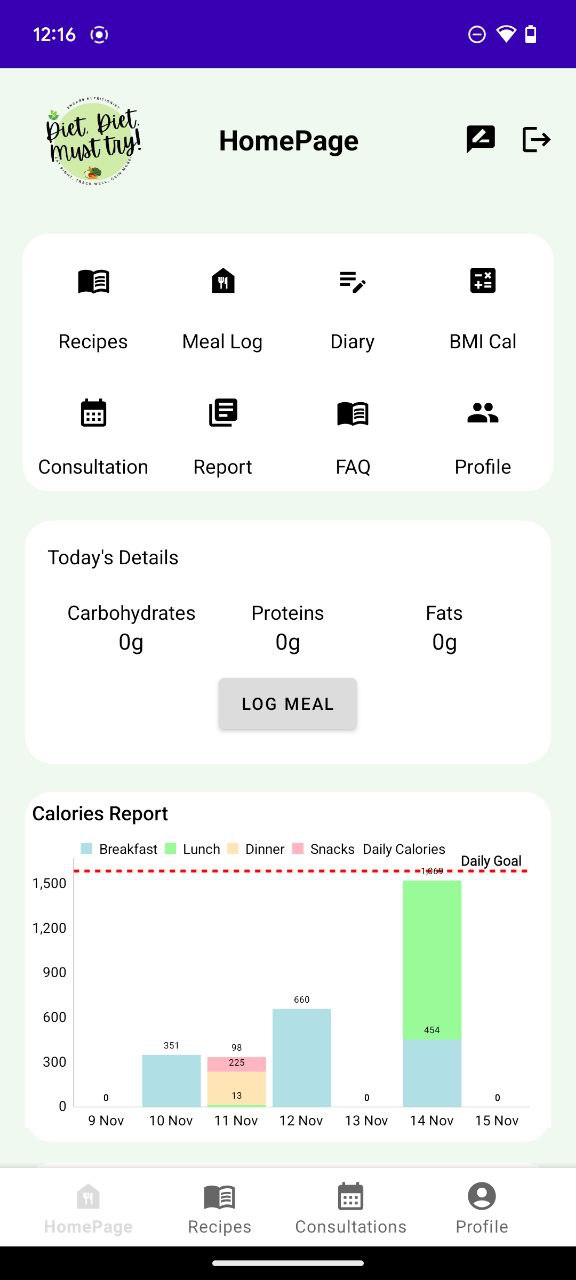 12:16
Diet, Diet,
Must try!
HomePage
Recipes Meal Log Diary BMI Cal
Consultation Report FAQ Profile
Today's Details
Carbohydrates Proteins Fats
0g 0g 0g
LOG MEAL
Calories Report
Breakfast Lunch Dinner Snacks Daily Calories
Daily Goal
1,069
1,500
1,200
900
660
600
454
351
98
300
225
13
0 0 0 0
9 Nov 10 Nov 11 Nov 12 Nov 13 Nov 14 Nov 15 Nov
HomePage Recipes Consultations Profile